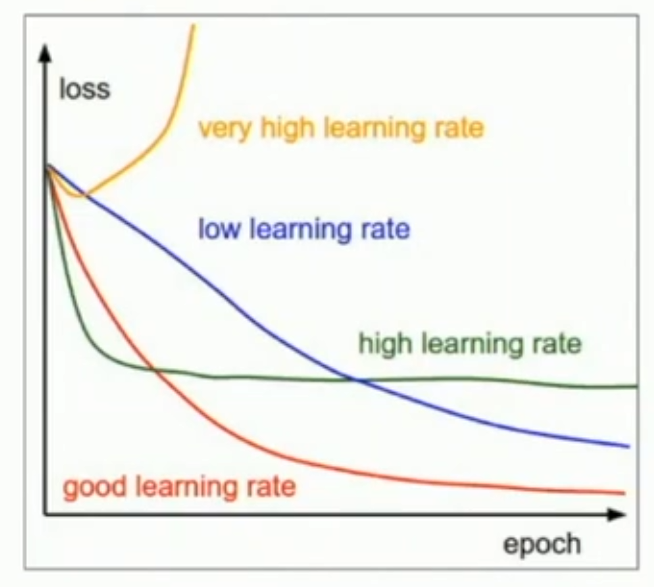 loss
very high learning rate
low learning rate
high learning rate
good learning rate
epoch